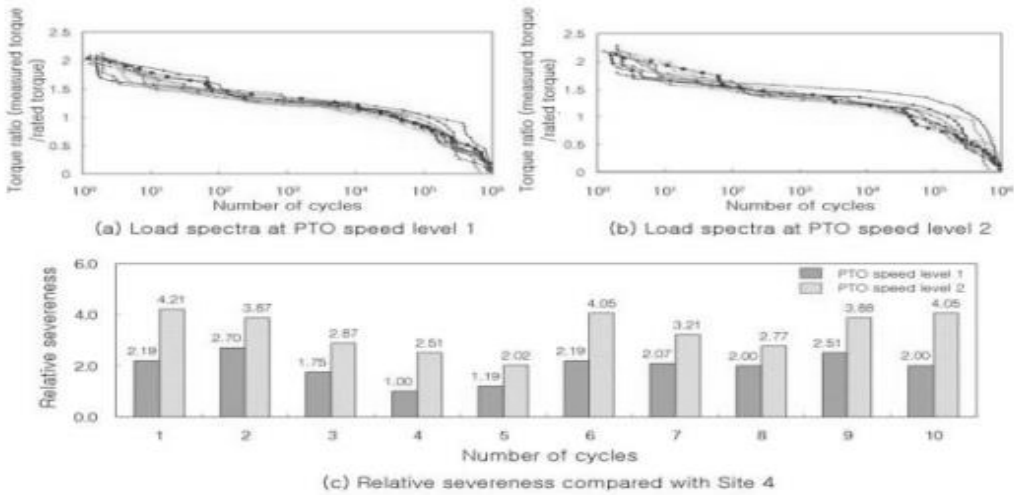 Torque ratio (measured torque
/rated torque)
2.5
2
1.5
1
0.5
0
10⁰ 10¹ 10² 10³ 10⁴ 10⁵ 10⁶
Number of cycles
(a) Load spectra at PTO speed level 1
Torque ratio (measured torque
/rated torque)
2.5
2
1.5
1
0.5
0
10⁰ 10¹ 10² 10³ 10⁴ 10⁵ 10⁶
Number of cycles
(b) Load spectra at PTO speed level 2
Relative severeness
6.0
4.0
2.0
0.0
PTO speed level 1
PTO speed level 2
2.19 4.21 2.70 3.87 1.75 2.87 1.00 2.51 1.19 2.02 2.19 4.05 2.07 3.21 2.00 2.77 2.51 3.88 2.00 4.05
1 2 3 4 5 6 7 8 9 10
Number of cycles
(c) Relative severeness compared with Site 4